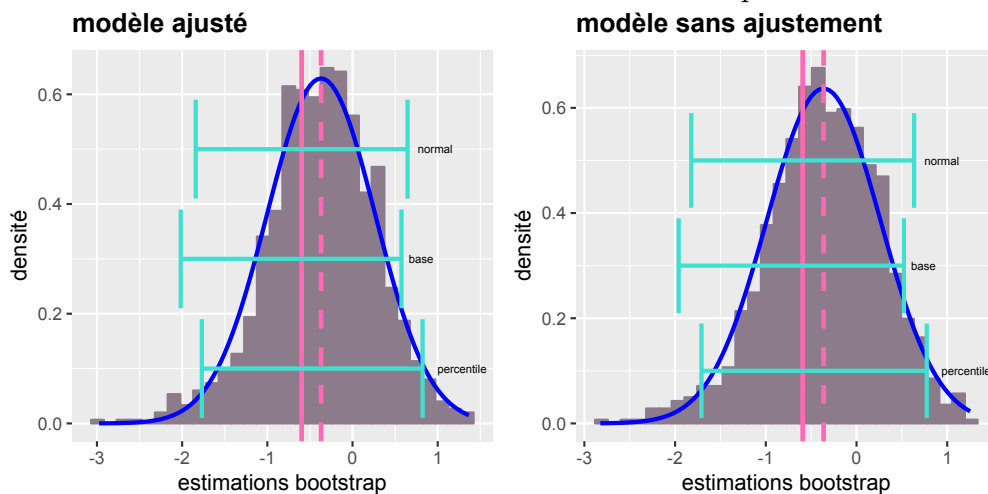 modèle ajusté
densité
0.6
0.4
0.2
0.0
normal
base
percentile
-3 -2 -1 0 1
estimations bootstrap
modèle sans ajustement
densité
0.6
0.4
0.2
0.0
normal
base
percentile
-3 -2 -1 0 1
estimations bootstrap